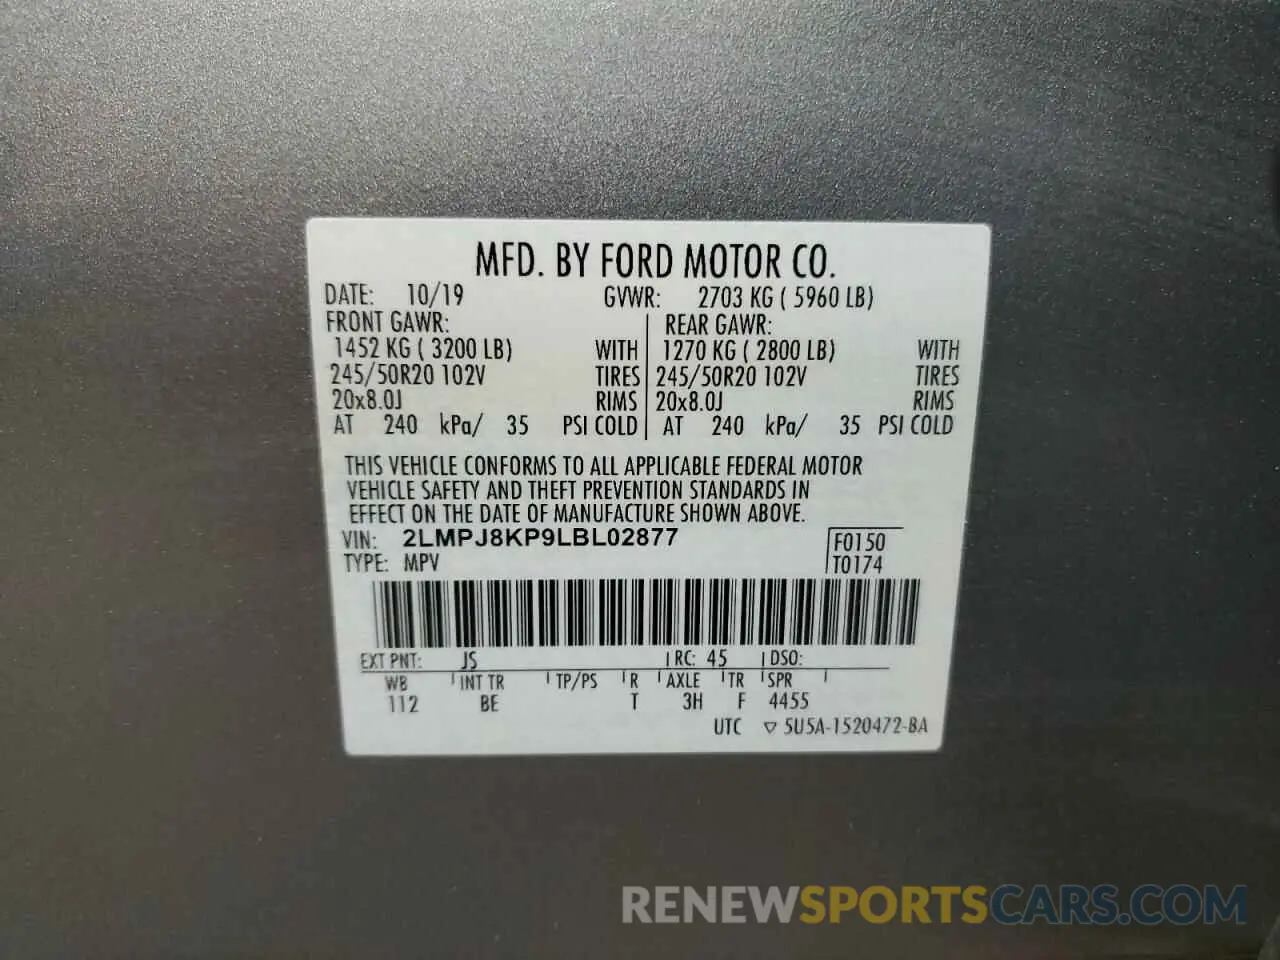 MFD. BY FORD MOTOR CO.
DATE: 10/19 GVWR: 2703 KG ( 5960 LB)
FRONT GAWR: REAR GAWR:
1452 KG ( 3200 LB) WITH 1270 KG ( 2800 LB) WITH
245/50R20 102V TIRES 245/50R20 102V TIRES
20x8.0J RIMS 20x8.0J RIMS
AT 240 kPa/ 35 PSI COLD AT 240 kPa/ 35 PSI COLD
THIS VEHICLE CONFORMS TO ALL APPLICABLE FEDERAL MOTOR
VEHICLE SAFETY AND THEFT PREVENTION STANDARDS IN
EFFECT ON THE DATE OF MANUFACTURE SHOWN ABOVE.
VIN: 2LMPJ8KP9LBL02877 F0150
TYPE: MPV T0174
EXT PNT: JS RC: 45 DSO:
WB INT TR TP/PS R AXLE TR SPR
112 BE T 3H F 4455
UTC ▽ 5U5A-1520472-BA
RENEWSPORTSCARS.COM